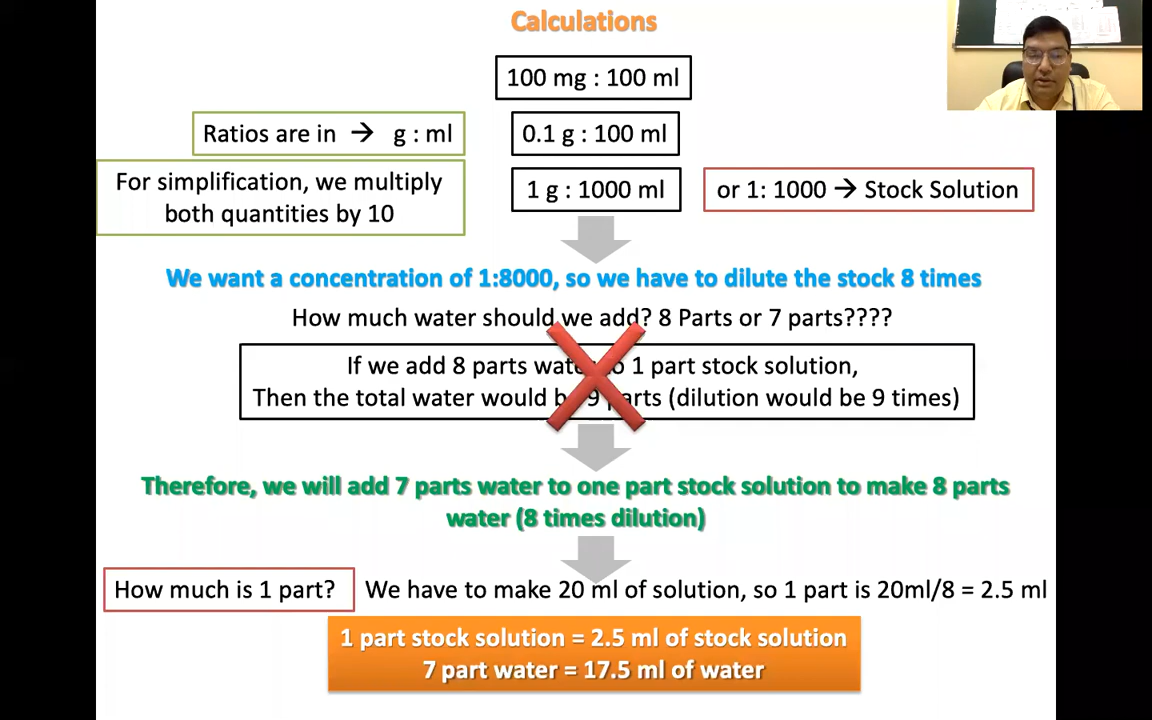 Calculations
100 mg : 100 ml
Ratios are in → g : ml
0.1 g : 100 ml
For simplification, we multiply
both quantities by 10
1 g : 1000 ml
or 1: 1000 → Stock Solution
We want a concentration of 1:8000, so we have to dilute the stock 8 times
How much water should we add? 8 Parts or 7 parts????
If we add 8 parts water to 1 part stock solution,
Then the total water would be 9 parts (dilution would be 9 times)
Therefore, we will add 7 parts water to one part stock solution to make 8 parts
water (8 times dilution)
How much is 1 part?
We have to make 20 ml of solution, so 1 part is 20ml/8 = 2.5 ml
1 part stock solution = 2.5 ml of stock solution
7 part water = 17.5 ml of water